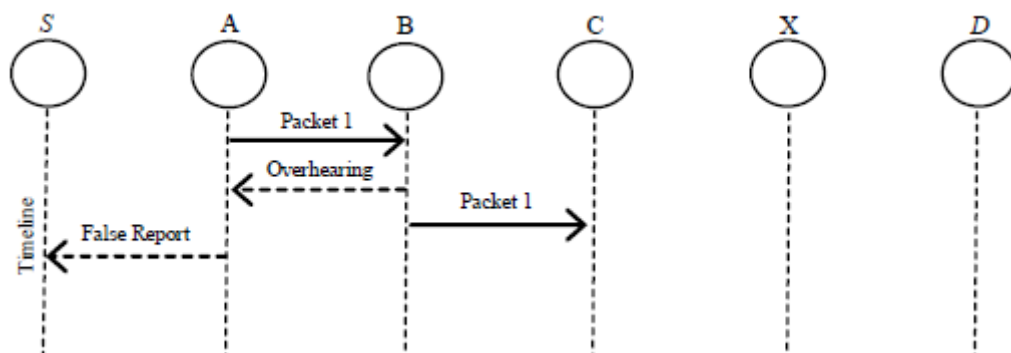 S A B C X D
Packet 1
Overhearing
Packet 1
False Report
Timeline